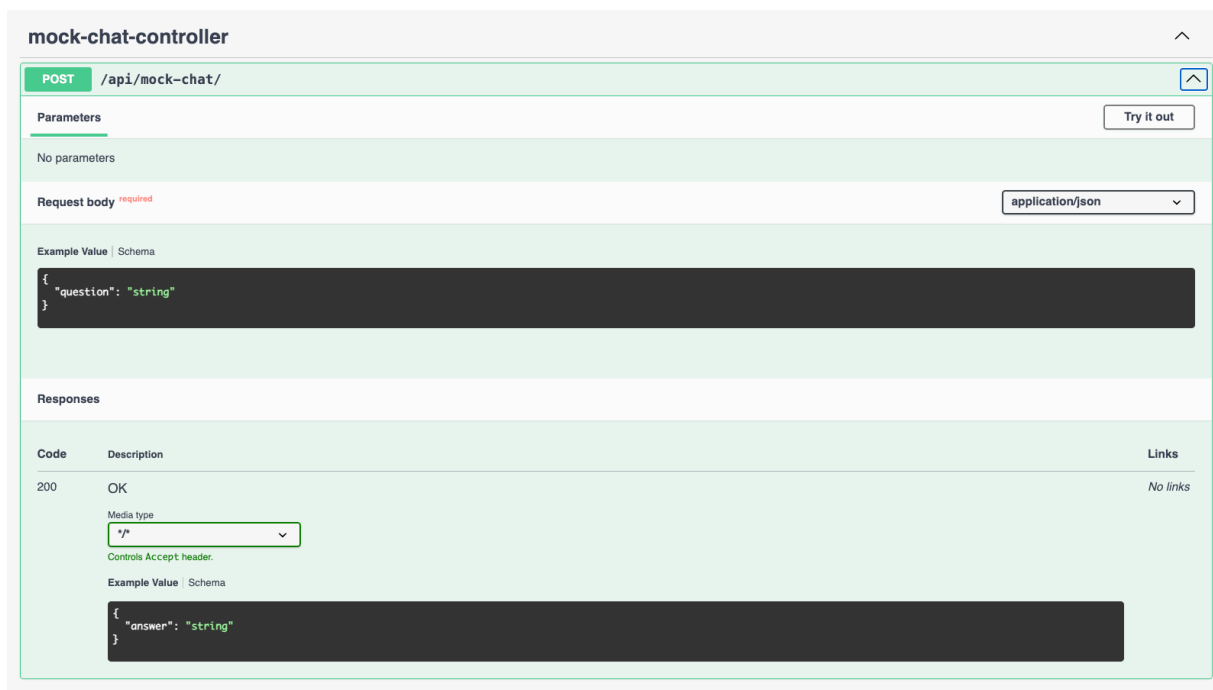 mock-chat-controller
POST /api/mock-chat/
Parameters Try it out
No parameters
Request body required application/json
Example Value Schema
{
"question": "string"
}
Responses
Code Description Links
200 OK No links
Media type
*/*
Controls Accept header.
Example Value Schema
{
"answer": "string"
}